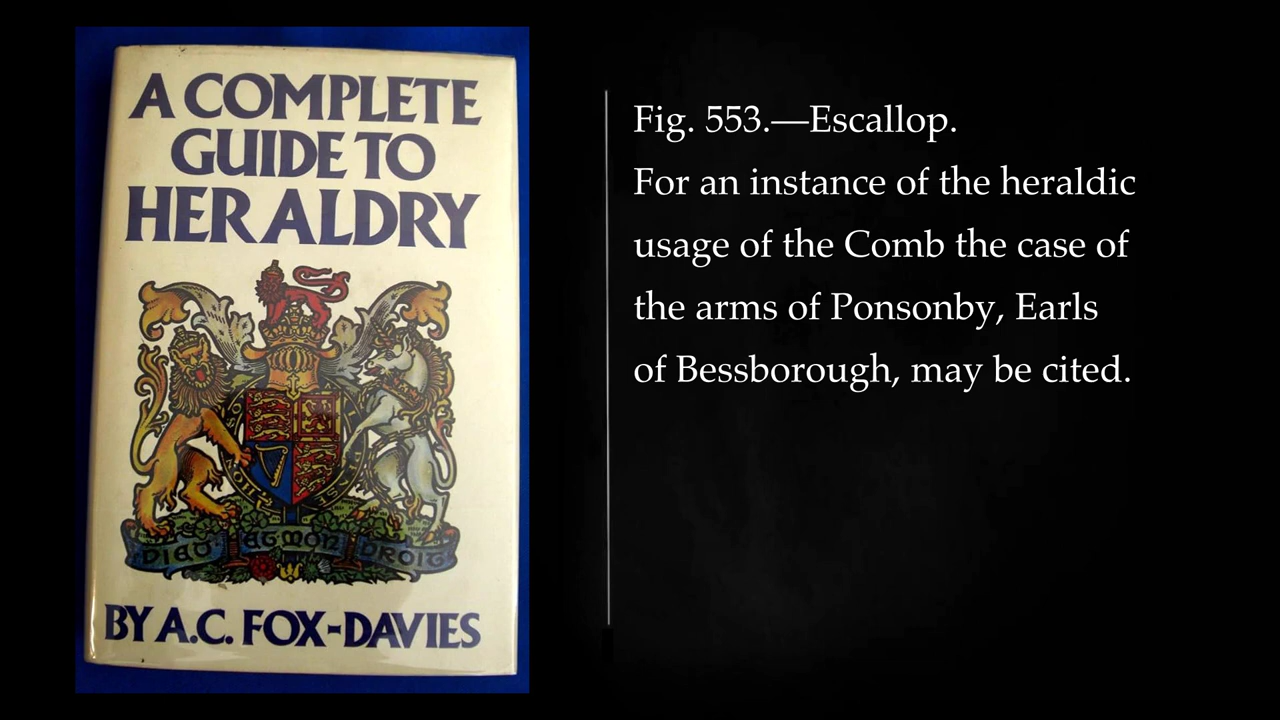 A COMPLETE
GUIDE TO
HERALDRY
DIEU ET MON DROIT
BY A.C. FOX-DAVIES
Fig. 553.—Escallop.
For an instance of the heraldic
usage of the Comb the case of
the arms of Ponsonby, Earls
of Bessborough, may be cited.